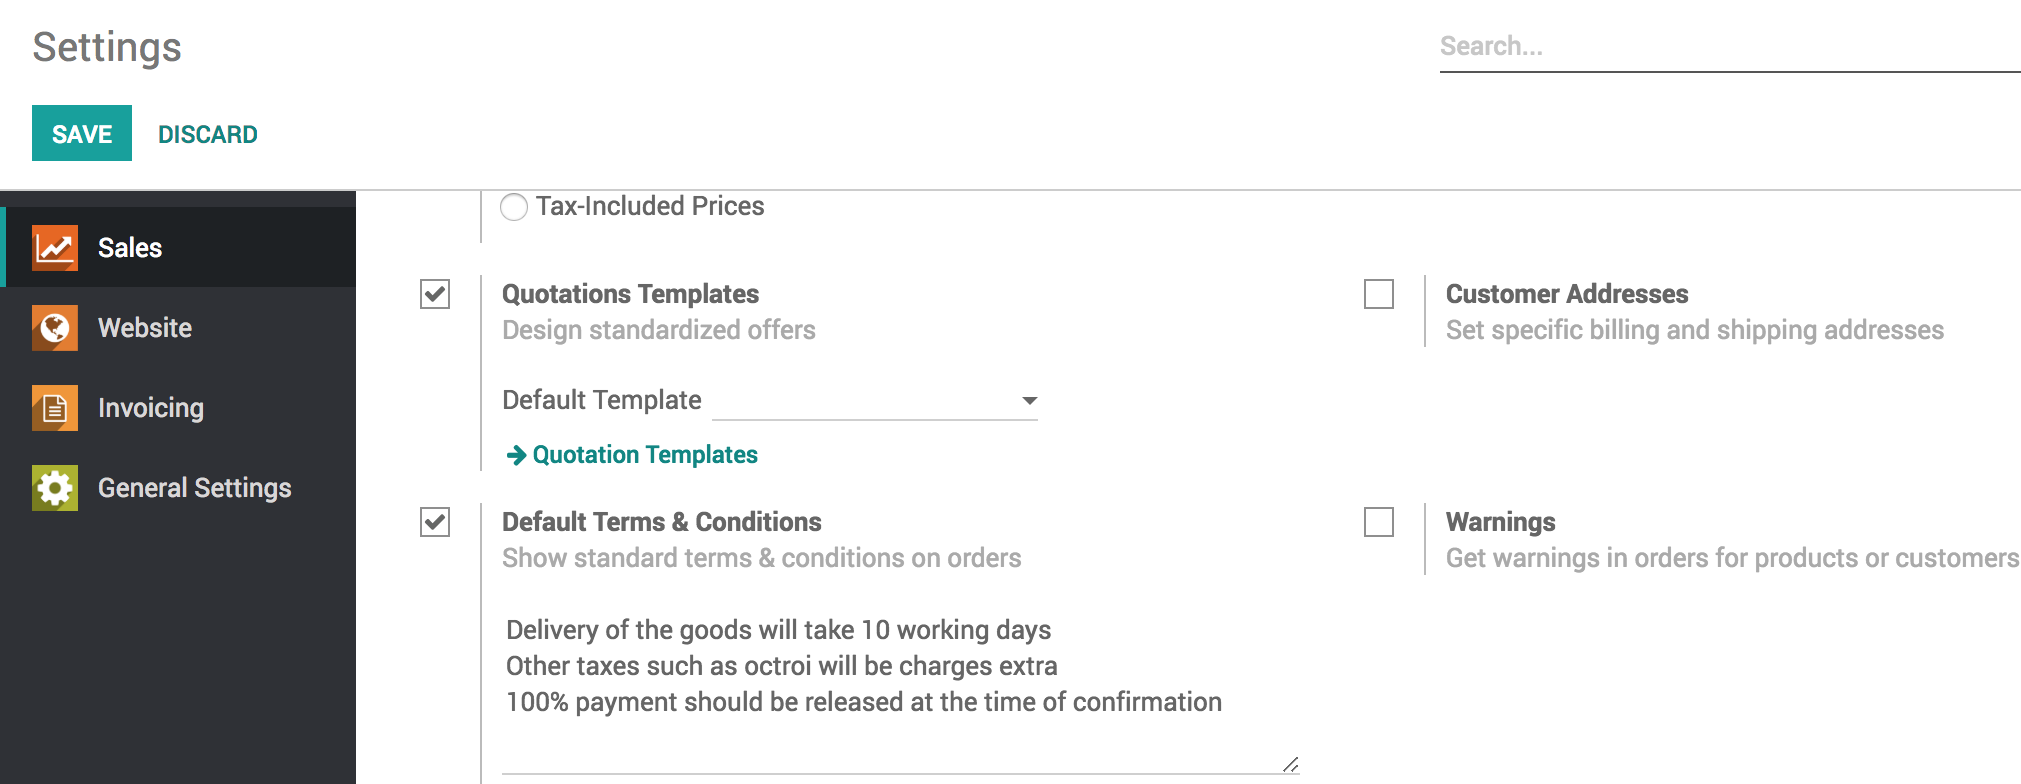 Settings
Search...
SAVE DISCARD
Sales
Website
Invoicing
General Settings
Tax-Included Prices
Quotations Templates
Design standardized offers
Default Template
Quotation Templates
Customer Addresses
Set specific billing and shipping addresses
Default Terms & Conditions
Show standard terms & conditions on orders
Delivery of the goods will take 10 working days
Other taxes such as octroi will be charges extra
100% payment should be released at the time of confirmation
Warnings
Get warnings in orders for products or customers